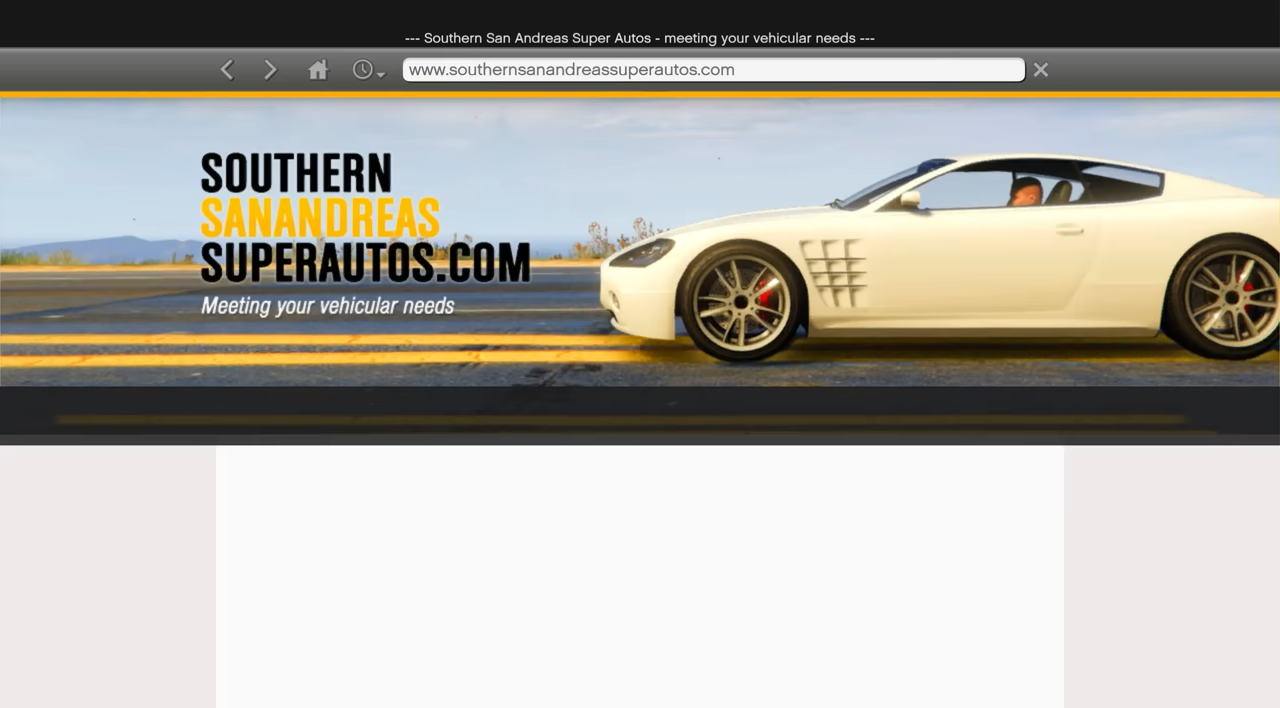 --- Southern San Andreas Super Autos - meeting your vehicular needs ---
www.southernsanandreassuperautos.com
SOUTHERN
SANANDREAS
SUPERAUTOS.COM
Meeting your vehicular needs